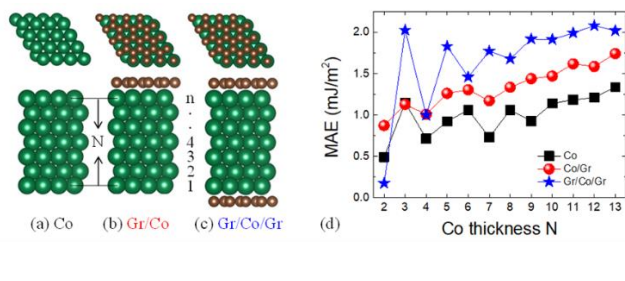 N
n
.
.
4
3
2
1
(a) Co
(b) Gr/Co
(c) Gr/Co/Gr
(d)
MAE (mJ/m²)
2.0
1.5
1.0
0.5
0.0
Co
Co/Gr
Gr/Co/Gr
2 3 4 5 6 7 8 9 10 11 12 13
Co thickness N